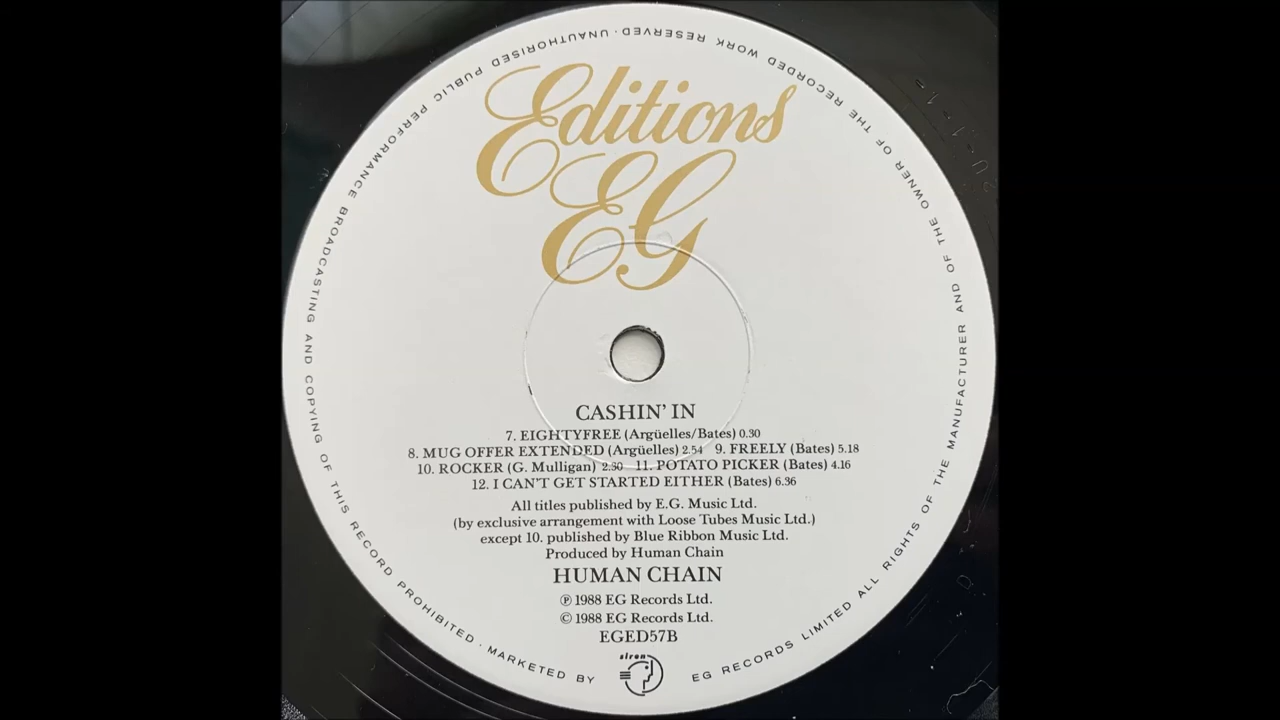 Editions
EG
CASHIN' IN
7. EIGHTYFREE (Argüelles/Bates) 0.30
8. MUG OFFER EXTENDED (Argüelles) 2.54 9. FREELY (Bates) 5.18
10. ROCKER (G. Mulligan) 2.30 11. POTATO PICKER (Bates) 4.16
12. I CAN'T GET STARTED EITHER (Bates) 6.36
All titles published by E.G. Music Ltd.
(by exclusive arrangement with Loose Tubes Music Ltd.)
except 10. published by Blue Ribbon Music Ltd.
Produced by Human Chain
HUMAN CHAIN
℗ 1988 EG Records Ltd.
© 1988 EG Records Ltd.
EGED57B
siren
EG RECORDS LIMITED ALL RIGHTS OF THE MANUFACTURER AND OF THE OWNER OF THE RECORDED WORK RESERVED · UNAUTHORISED PUBLIC PERFORMANCE BROADCASTING AND COPYING OF THIS RECORD PROHIBITED · MARKETED BY